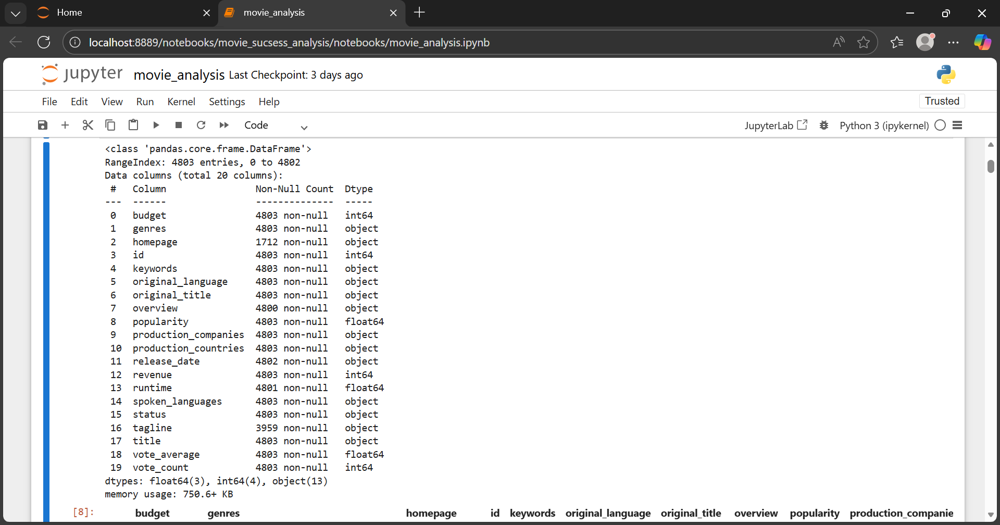 Home
movie_analysis
localhost:8889/notebooks/movie_sucsess_analysis/notebooks/movie_analysis.ipynb
jupyter movie_analysis Last Checkpoint: 3 days ago
File Edit View Run Kernel Settings Help
Trusted
Code
JupyterLab Python 3 (ipykernel)
<class 'pandas.core.frame.DataFrame'>
RangeIndex: 4803 entries, 0 to 4802
Data columns (total 20 columns):
 #   Column                Non-Null Count  Dtype
---  ------                --------------  -----
 0   budget                4803 non-null   int64
 1   genres                4803 non-null   object
 2   homepage              1712 non-null   object
 3   id                    4803 non-null   int64
 4   keywords              4803 non-null   object
 5   original_language     4803 non-null   object
 6   original_title        4803 non-null   object
 7   overview              4800 non-null   object
 8   popularity            4803 non-null   float64
 9   production_companies  4803 non-null   object
 10  production_countries  4803 non-null   object
 11  release_date          4802 non-null   object
 12  revenue               4803 non-null   int64
 13  runtime               4801 non-null   float64
 14  spoken_languages      4803 non-null   object
 15  status                4803 non-null   object
 16  tagline               3959 non-null   object
 17  title                 4803 non-null   object
 18  vote_average          4803 non-null   float64
 19  vote_count            4803 non-null   int64
dtypes: float64(3), int64(4), object(13)
memory usage: 750.6+ KB
[8]: budget genres homepage id keywords original_language original_title overview popularity production_companie